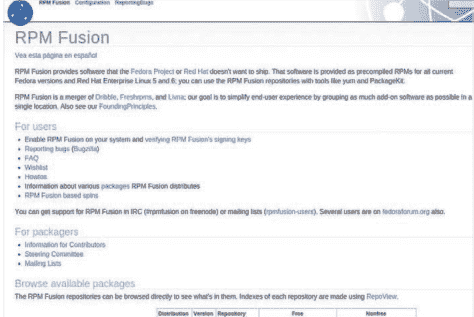 RPM Fusion Configuration ReportingBugs
RPM Fusion
Vea esta página en español
RPM Fusion provides software that the Fedora Project or Red Hat doesn't want to ship. That software is provided as precompiled RPMs for all current
Fedora versions and Red Hat Enterprise Linux 5 and 6; you can use the RPM Fusion repositories with tools like yum and PackageKit.
RPM Fusion is a merger of Dribble, Freshrpms, and Livna; our goal is to simplify end-user experience by grouping as much add-on software as possible in a
single location. Also see our FoundingPrinciples.
For users
• Enable RPM Fusion on your system and verifying RPM Fusion's signing keys
• Reporting bugs (Bugzilla)
• FAQ
• Wishlist
• Howtos
• Information about various packages RPM Fusion distributes
• RPM Fusion based spins
You can get support for RPM Fusion in IRC (#rpmfusion on freenode) or mailing lists (rpmfusion-users). Several users are on fedoraforum.org also.
For packagers
• Information for Contributors
• Steering Committee
• Mailing Lists
Browse available packages
The RPM Fusion repositories can be browsed directly to see what's in them. Indexes of each repository are made using RepoView.
Distribution Version Repository Free Nonfree